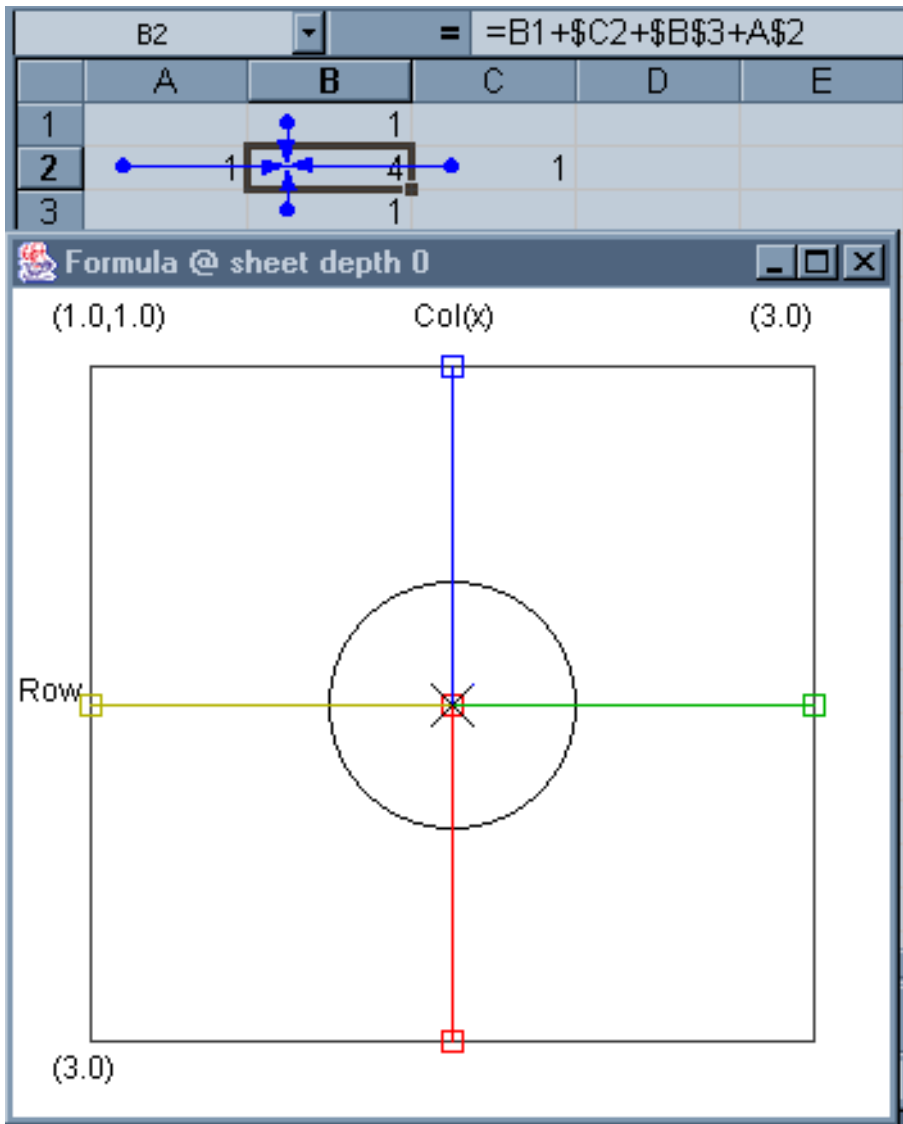 B2 = =B1+$C2+$B$3+A$2
A B C D E
1 1
2 1 4 1
3 1
Formula @ sheet depth 0
(1.0,1.0) Col(x) (3.0)
Row
(3.0)